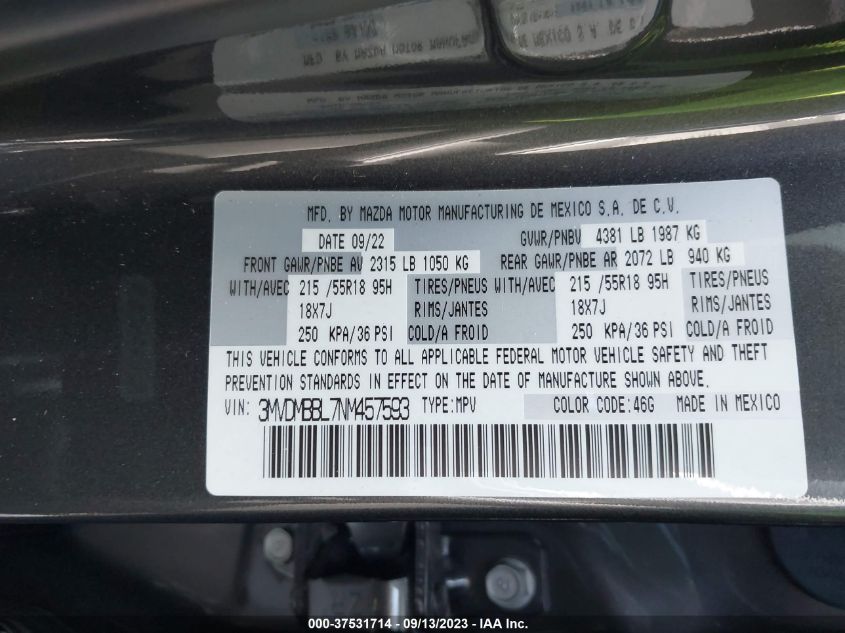 MFD. BY MAZDA MOTOR MANUFACTURING DE MEXICO S.A. DE C.V.
DATE 09/22 GVWR/PNBV 4381 LB 1987 KG
FRONT GAWR/PNBE AV 2315 LB 1050 KG REAR GAWR/PNBE AR 2072 LB 940 KG
WITH/AVEC 215 /55R18 95H TIRES/PNEUS WITH/AVEC 215 /55R18 95H TIRES/PNEUS
18X7J RIMS/JANTES 18X7J RIMS/JANTES
250 KPA/36 PSI COLD/A FROID 250 KPA/36 PSI COLD/A FROID
THIS VEHICLE CONFORMS TO ALL APPLICABLE FEDERAL MOTOR VEHICLE SAFETY AND THEFT
PREVENTION STANDARDS IN EFFECT ON THE DATE OF MANUFACTURE SHOWN ABOVE.
VIN: 3MVDMBBL7NM457593 TYPE:MPV COLOR CODE:46G MADE IN MEXICO
000-37531714 - 09/13/2023 - IAA Inc.